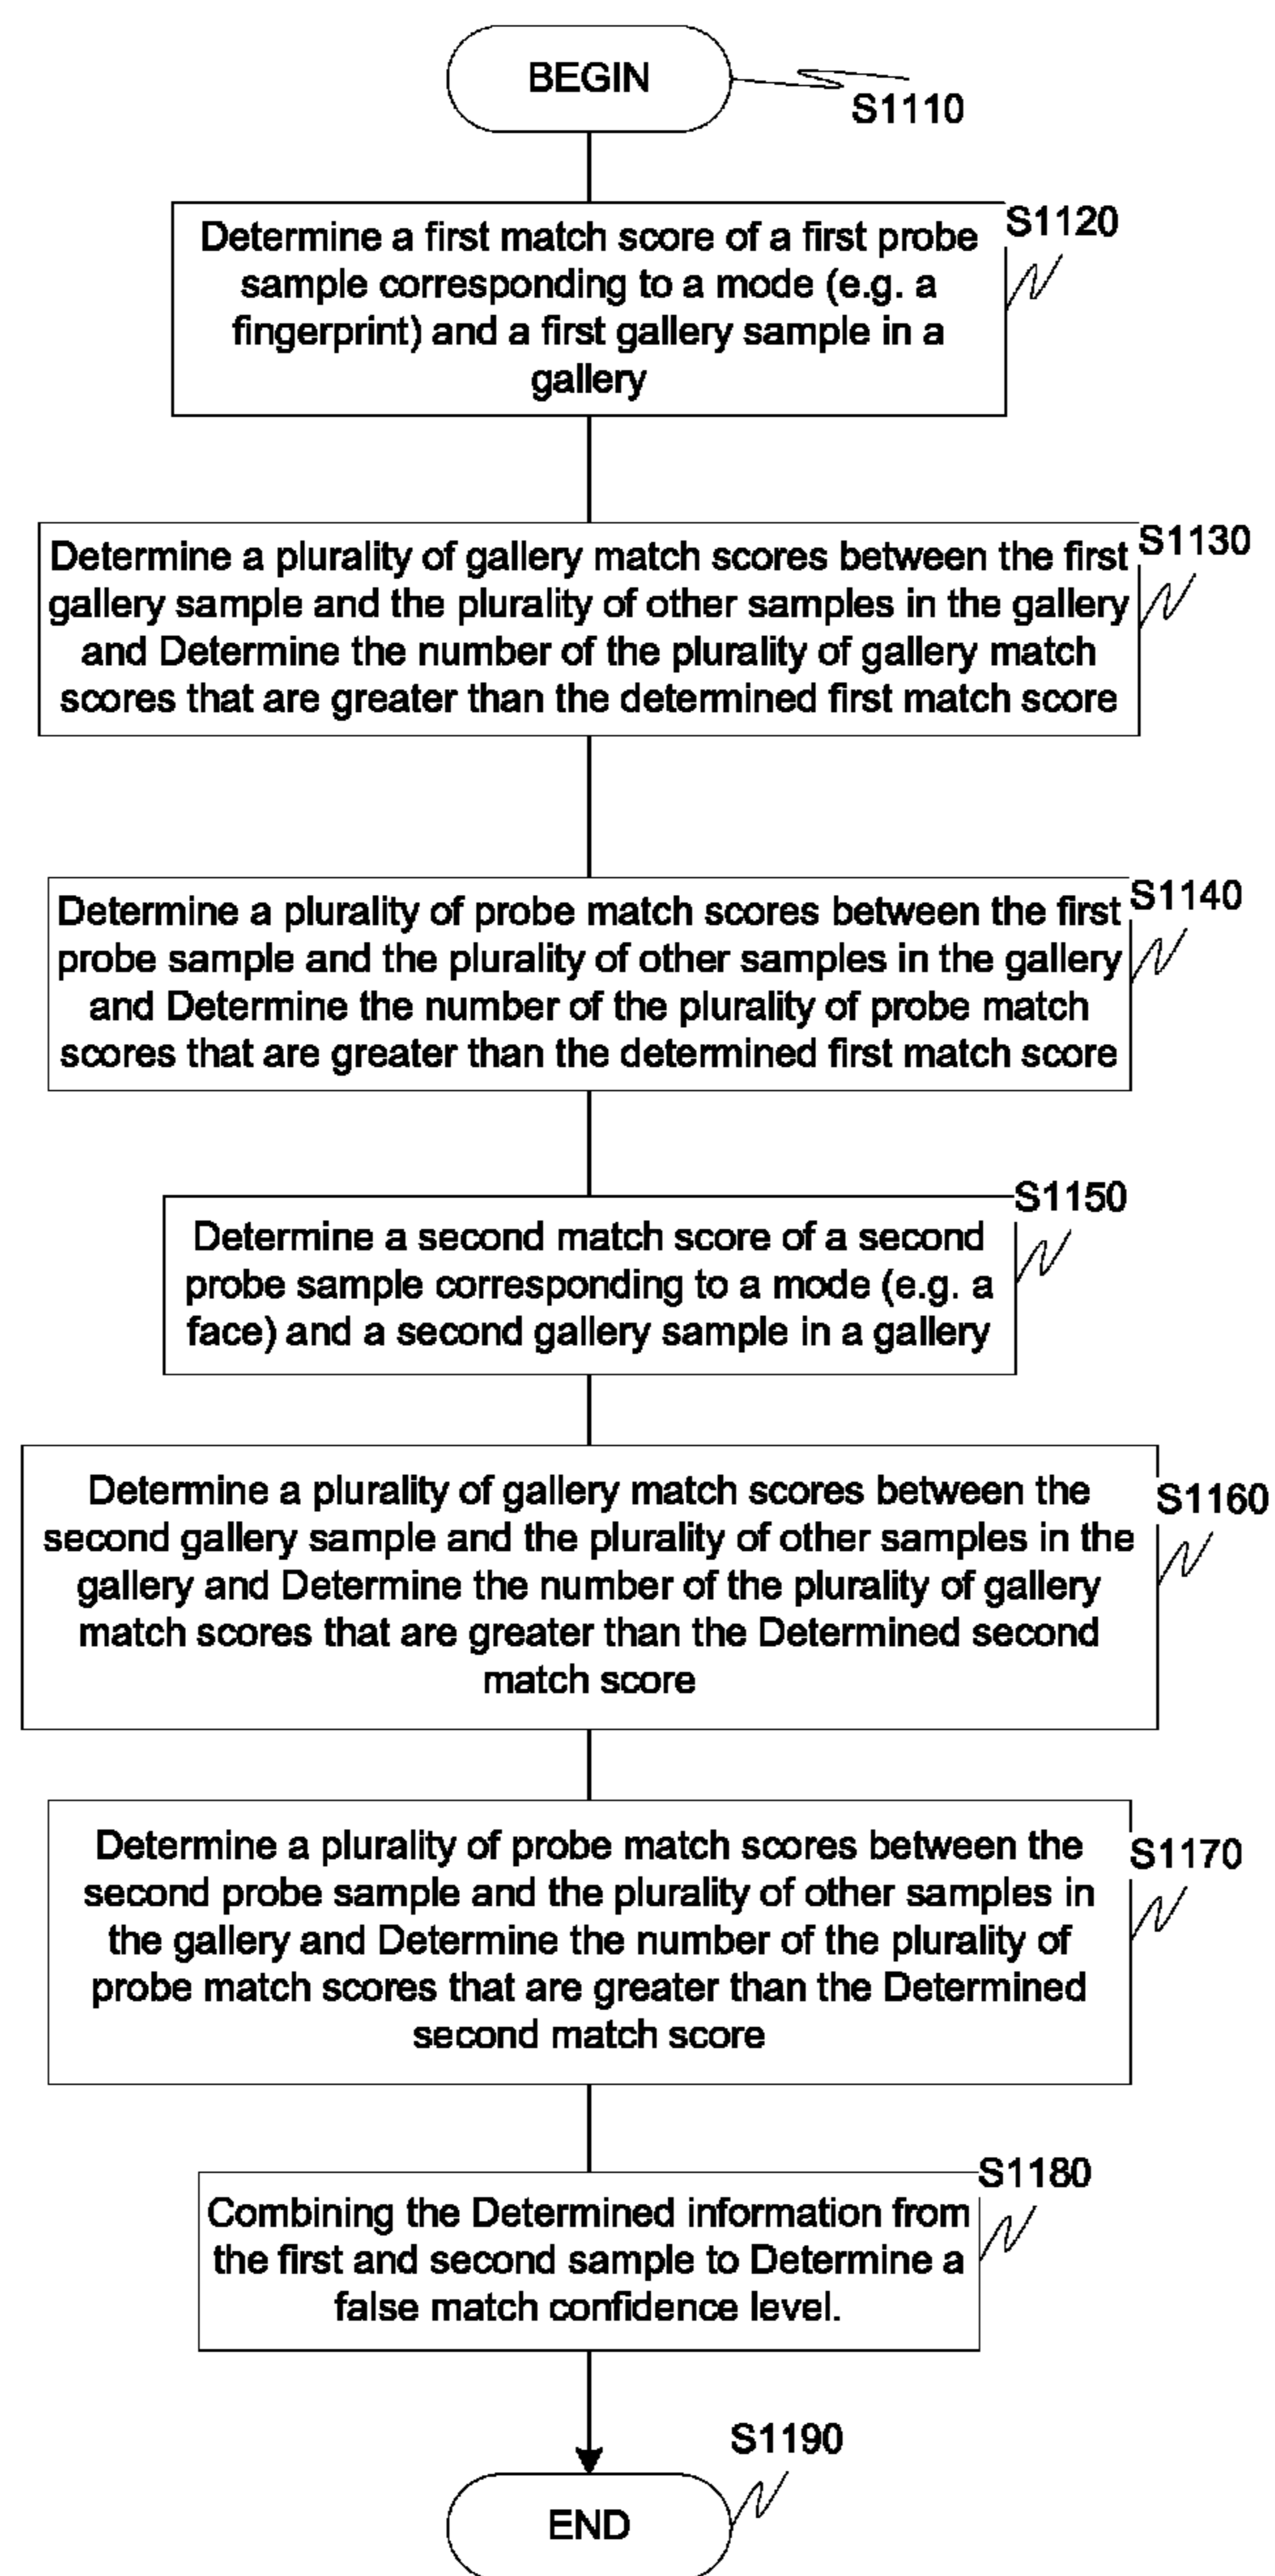 BEGIN
S1110
Determine a first match score of a first probe
sample corresponding to a mode (e.g. a
fingerprint) and a first gallery sample in a
gallery
S1120
Determine a plurality of gallery match scores between the first
gallery sample and the plurality of other samples in the gallery
and Determine the number of the plurality of gallery match
scores that are greater than the determined first match score
S1130
Determine a plurality of probe match scores between the first
probe sample and the plurality of other samples in the gallery
and Determine the number of the plurality of probe match
scores that are greater than the determined first match score
S1140
Determine a second match score of a second
probe sample corresponding to a mode (e.g. a
face) and a second gallery sample in a gallery
S1150
Determine a plurality of gallery match scores between the
second gallery sample and the plurality of other samples in the
gallery and Determine the number of the plurality of gallery
match scores that are greater than the Determined second
match score
S1160
Determine a plurality of probe match scores between the
second probe sample and the plurality of other samples in
the gallery and Determine the number of the plurality of
probe match scores that are greater than the Determined
second match score
S1170
Combining the Determined information from
the first and second sample to Determine a
false match confidence level.
S1180
END
S1190